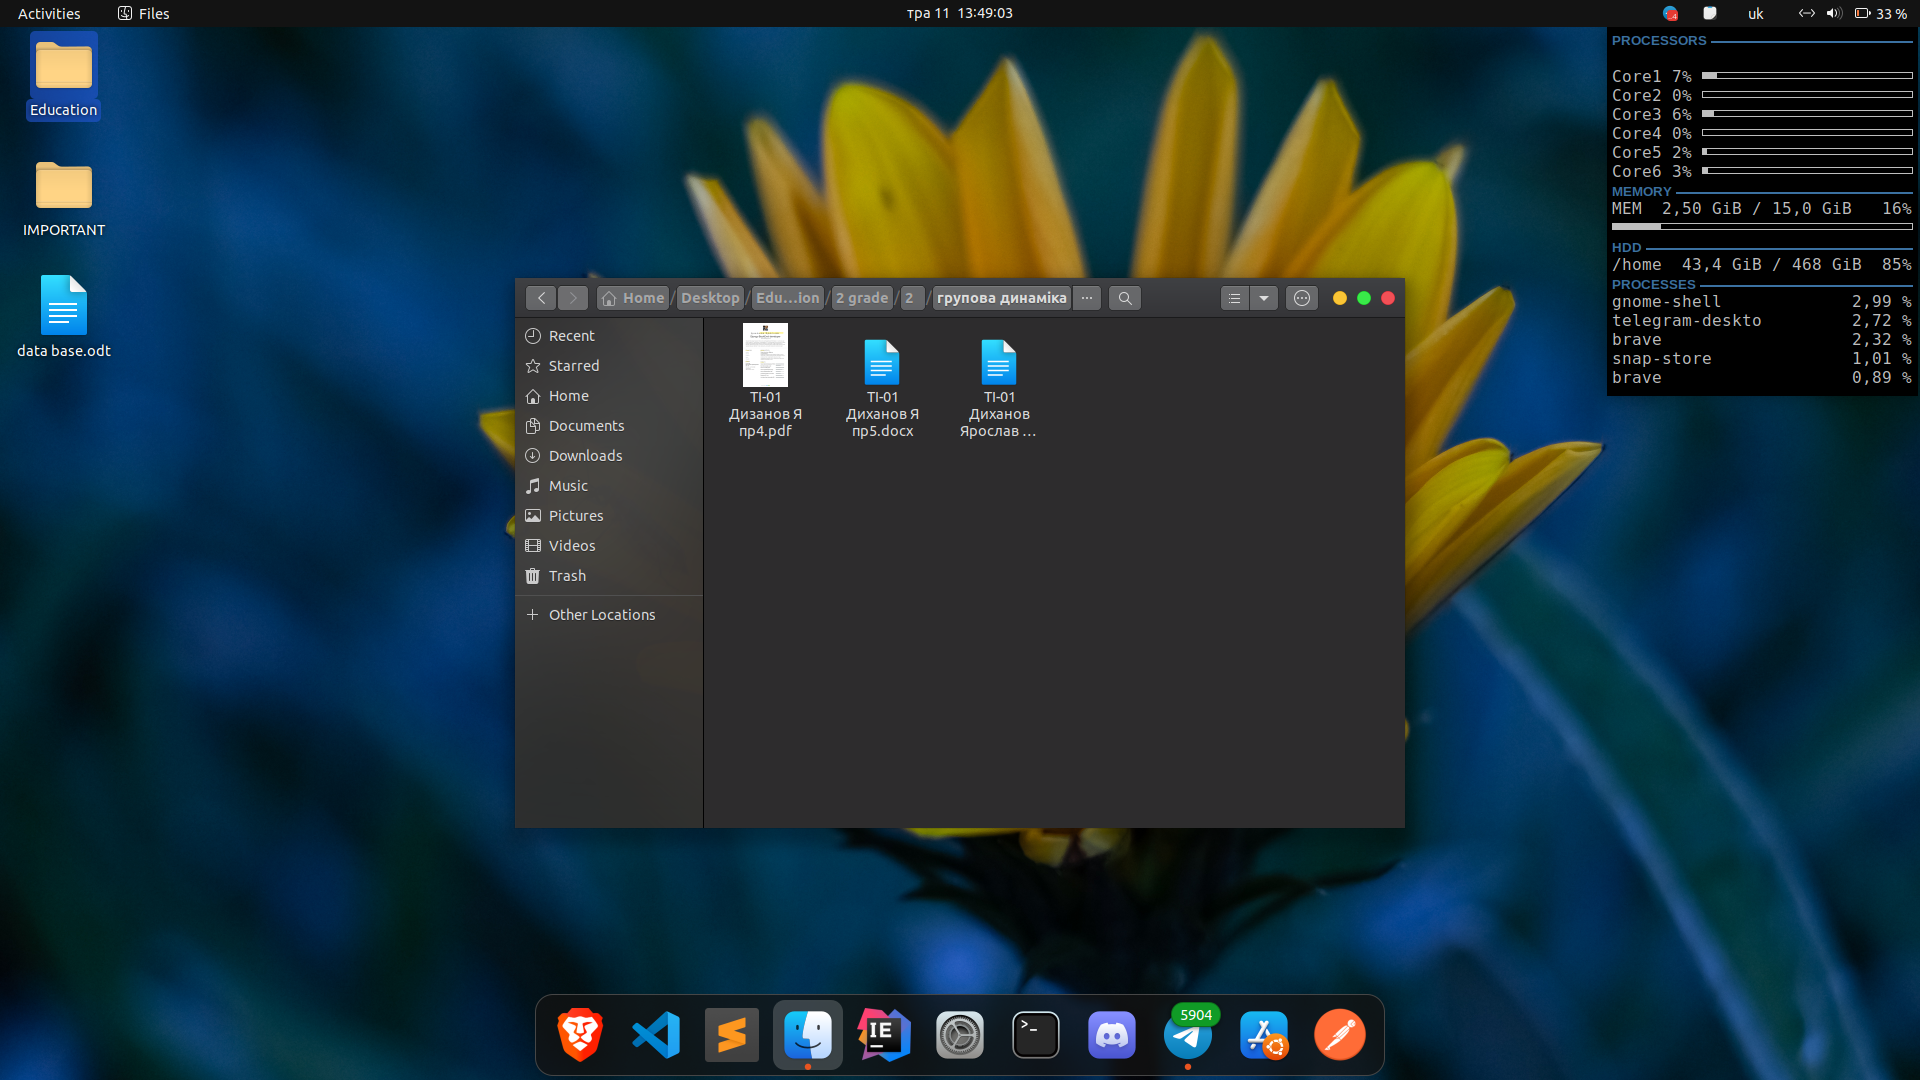 Activities
Files
тра 11 13:49:03
uk
33 %
Education
IMPORTANT
data base.odt
Home / Desktop / Edu...ion / 2 grade / 2 / групова динаміка
Recent
Starred
Home
Documents
Downloads
Music
Pictures
Videos
Trash
Other Locations
ТІ-01
Дизанов Я
пр4.pdf
ТІ-01
Диханов Я
пр5.docx
ТІ-01
Диханов
Ярослав ...
PROCESSORS
Core1 7%
Core2 0%
Core3 6%
Core4 0%
Core5 2%
Core6 3%
MEMORY
MEM 2,50 GiB / 15,0 GiB 16%
HDD
/home 43,4 GiB / 468 GiB 85%
PROCESSES
gnome-shell 2,99 %
telegram-deskto 2,72 %
brave 2,32 %
snap-store 1,01 %
brave 0,89 %
IE
>_
5904